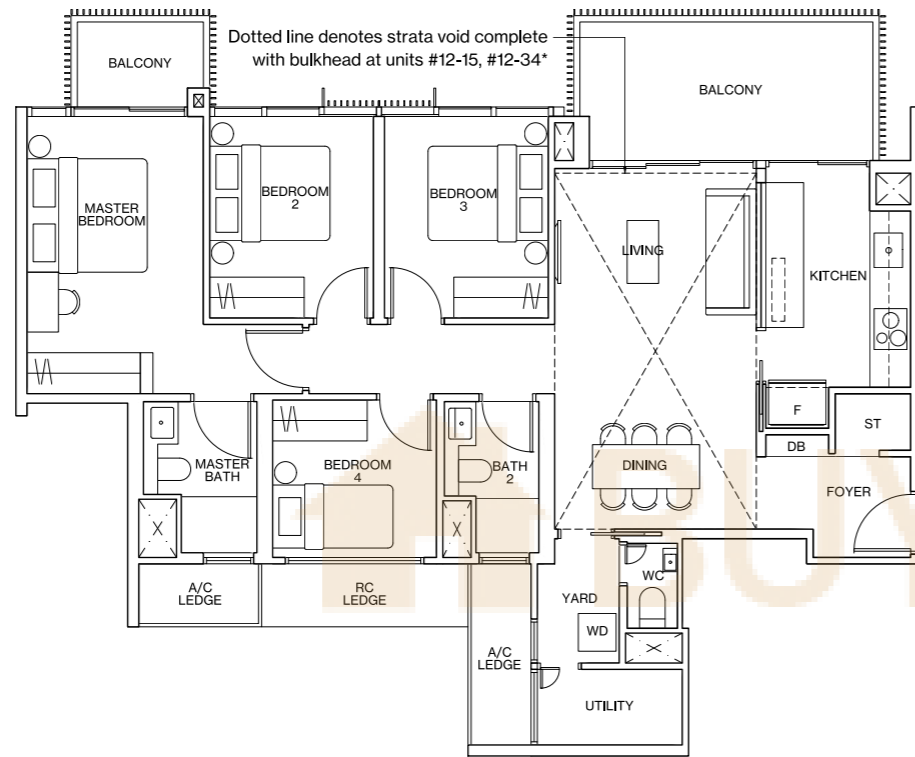 Dotted line denotes strata void complete
with bulkhead at units #12-15, #12-34*
BALCONY
BALCONY
MASTER
BEDROOM
BEDROOM
2
BEDROOM
3
LIVING
KITCHEN
F
ST
DB
MASTER
BATH
BEDROOM
4
BATH
2
DINING
FOYER
A/C
LEDGE
RC
LEDGE
A/C
LEDGE
YARD
WC
WD
UTILITY
BUY